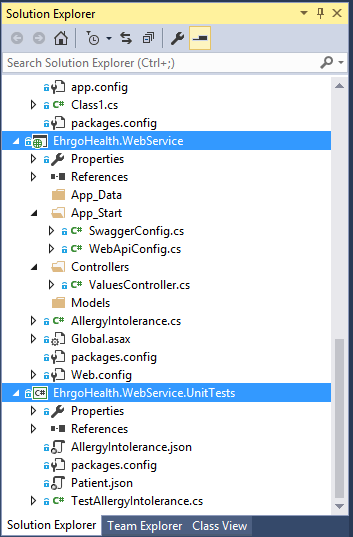 Solution Explorer
Search Solution Explorer (Ctrl+;)
app.config
C# Class1.cs
packages.config
EhrgoHealth.WebService
Properties
References
App_Data
App_Start
C# SwaggerConfig.cs
C# WebApiConfig.cs
Controllers
C# ValuesController.cs
Models
C# AllergyIntolerance.cs
Global.asax
packages.config
Web.config
C# EhrgoHealth.WebService.UnitTests
Properties
References
AllergyIntolerance.json
packages.config
Patient.json
C# TestAllergyIntolerance.cs
Solution Explorer Team Explorer Class View